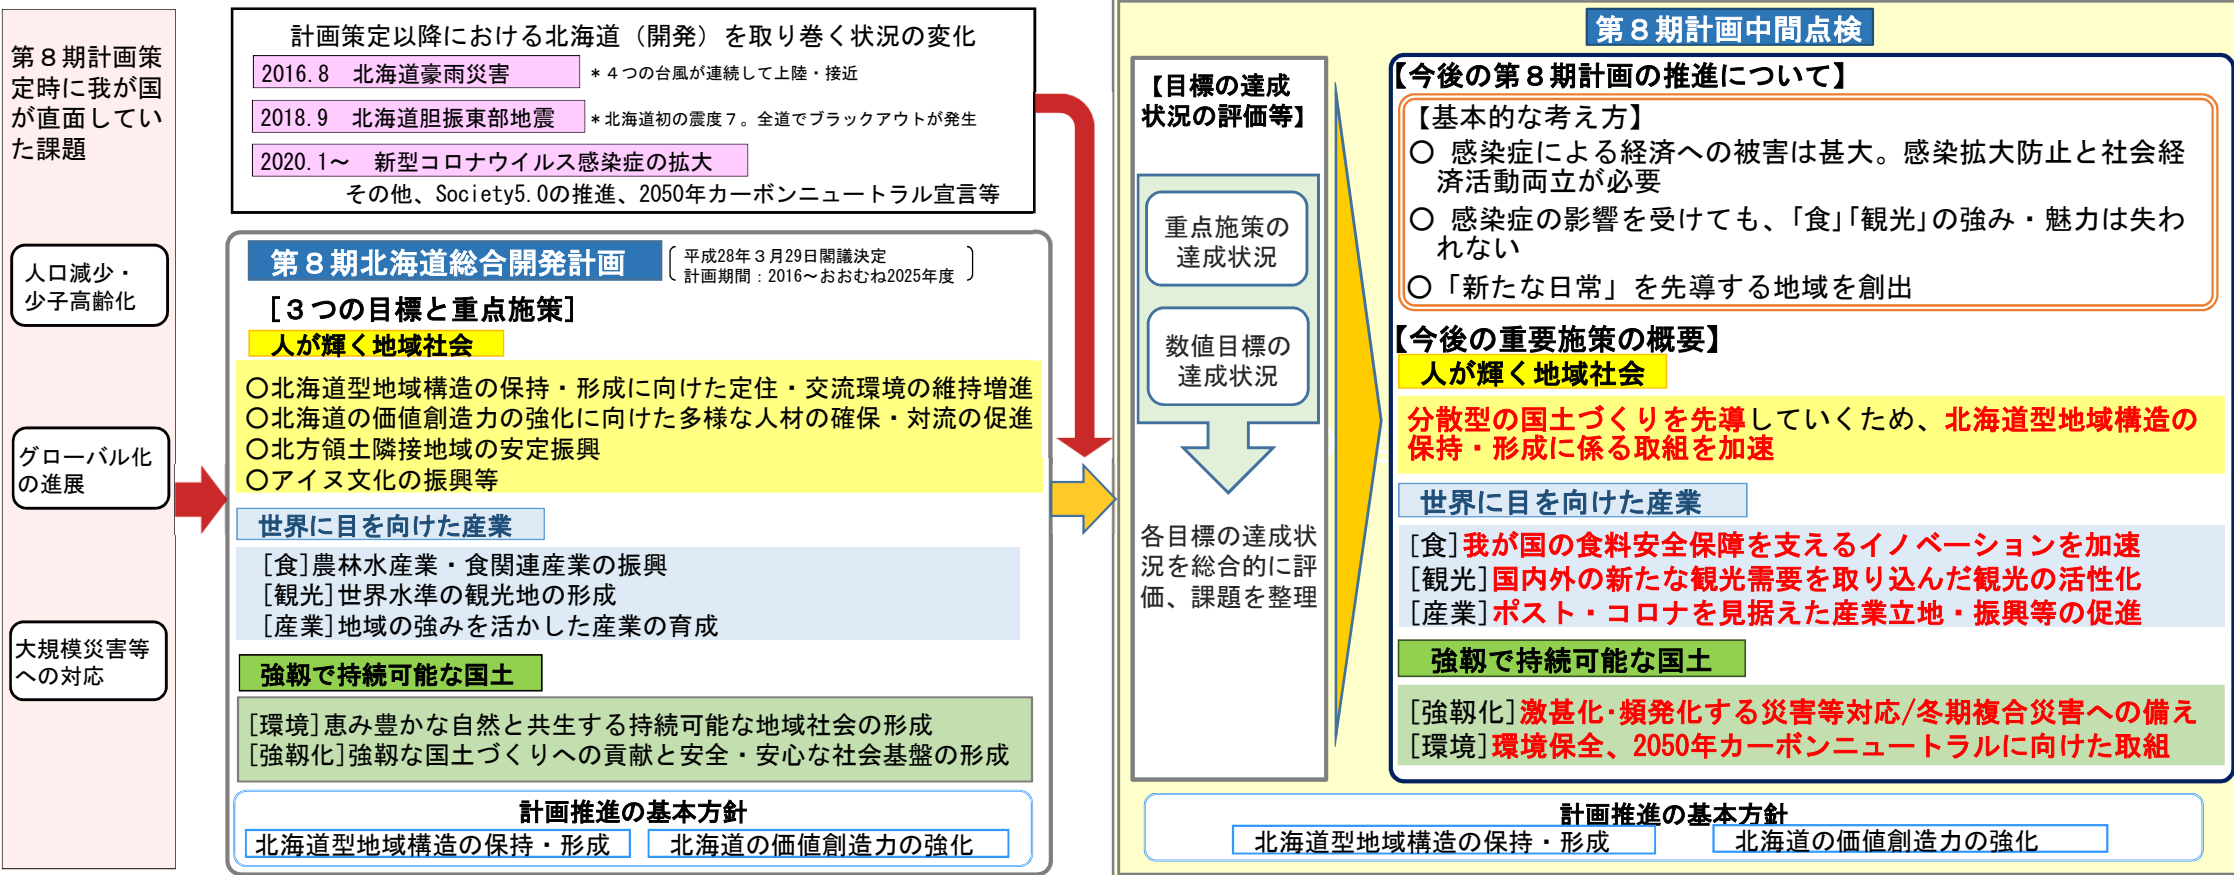 第８期計画策
定時に我が国
が直面してい
た課題
人口減少・
少子高齢化
グローバル化
の進展
大規模災害等
への対応
計画策定以降における北海道（開発）を取り巻く状況の変化
2016.8　北海道豪雨災害　＊４つの台風が連続して上陸・接近
2018.9　北海道胆振東部地震　＊北海道初の震度７。全道でブラックアウトが発生
2020.1～　新型コロナウイルス感染症の拡大
その他、Society5.0の推進、2050年カーボンニュートラル宣言等
第８期北海道総合開発計画
平成28年３月29日閣議決定
計画期間：2016～おおむね2025年度
［３つの目標と重点施策］
人が輝く地域社会
○北海道型地域構造の保持・形成に向けた定住・交流環境の維持増進
○北海道の価値創造力の強化に向けた多様な人材の確保・対流の促進
○北方領土隣接地域の安定振興
○アイヌ文化の振興等
世界に目を向けた産業
[食]農林水産業・食関連産業の振興
[観光]世界水準の観光地の形成
[産業]地域の強みを活かした産業の育成
強靱で持続可能な国土
[環境]恵み豊かな自然と共生する持続可能な地域社会の形成
[強靱化]強靱な国土づくりへの貢献と安全・安心な社会基盤の形成
計画推進の基本方針
北海道型地域構造の保持・形成　北海道の価値創造力の強化
第８期計画中間点検
【目標の達成
状況の評価等】
重点施策の
達成状況
数値目標の
達成状況
各目標の達成状
況を総合的に評
価、課題を整理
【今後の第８期計画の推進について】
【基本的な考え方】
○ 感染症による経済への被害は甚大。感染拡大防止と社会経
済活動両立が必要
○ 感染症の影響を受けても、「食」「観光」の強み・魅力は失わ
れない
○「新たな日常」を先導する地域を創出
【今後の重要施策の概要】
人が輝く地域社会
分散型の国土づくりを先導していくため、北海道型地域構造の
保持・形成に係る取組を加速
世界に目を向けた産業
[食]我が国の食料安全保障を支えるイノベーションを加速
[観光]国内外の新たな観光需要を取り込んだ観光の活性化
[産業]ポスト・コロナを見据えた産業立地・振興等の促進
強靱で持続可能な国土
[強靱化]激甚化・頻発化する災害等対応/冬期複合災害への備え
[環境]環境保全、2050年カーボンニュートラルに向けた取組
計画推進の基本方針
北海道型地域構造の保持・形成　北海道の価値創造力の強化